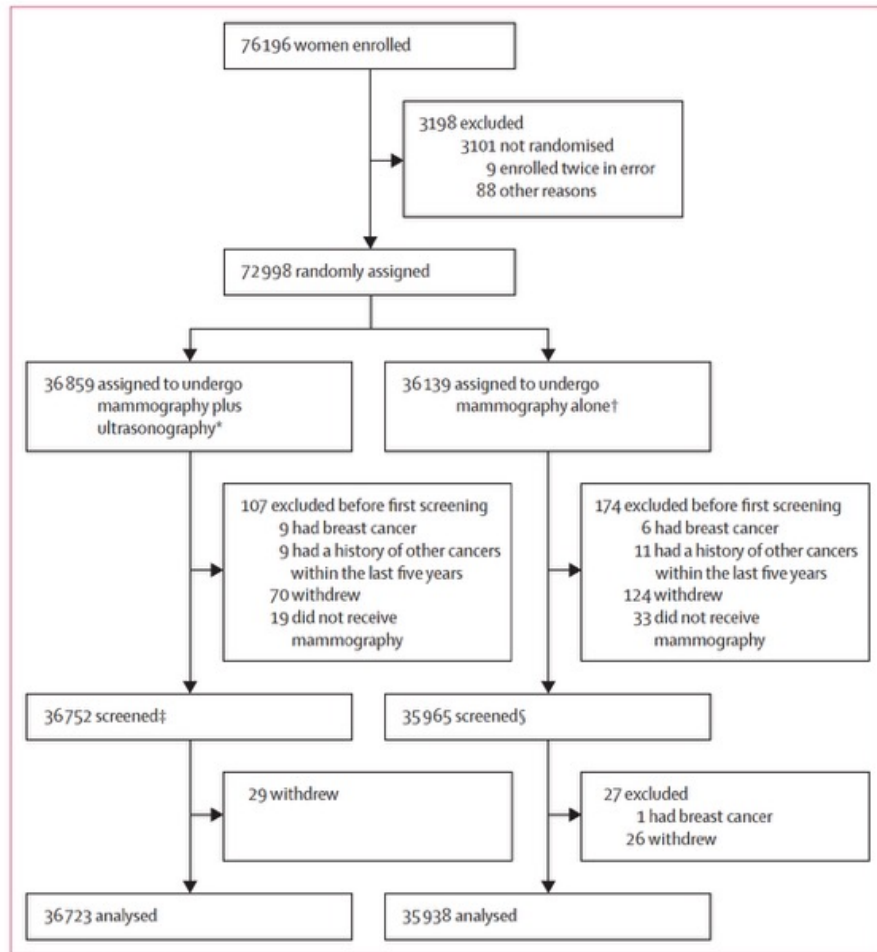 76196 women enrolled
3198 excluded
3101 not randomised
9 enrolled twice in error
88 other reasons
72998 randomly assigned
36859 assigned to undergo
mammography plus
ultrasonography*
36139 assigned to undergo
mammography alone†
107 excluded before first screening
9 had breast cancer
9 had a history of other cancers
within the last five years
70 withdrew
19 did not receive
mammography
174 excluded before first screening
6 had breast cancer
11 had a history of other cancers
within the last five years
124 withdrew
33 did not receive
mammography
36752 screened‡
35965 screened§
29 withdrew
27 excluded
1 had breast cancer
26 withdrew
36723 analysed
35938 analysed